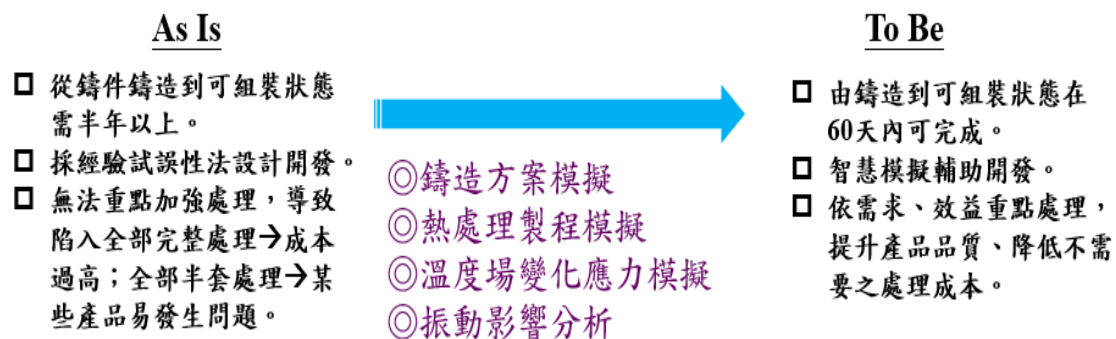 As Is
□ 從鑄件鑄造到可組裝狀態
需半年以上。
□ 採經驗試誤性法設計開發。
□ 無法重點加強處理，導致
陷入全部完整處理→成本
過高；全部半套處理→某
些產品易發生問題。
◎鑄造方案模擬
◎熱處理製程模擬
◎溫度場變化應力模擬
◎振動影響分析
To Be
□ 由鑄造到可組裝狀態在
60天內可完成。
□ 智慧模擬輔助開發。
□ 依需求、效益重點處理，
提升產品品質、降低不需
要之處理成本。